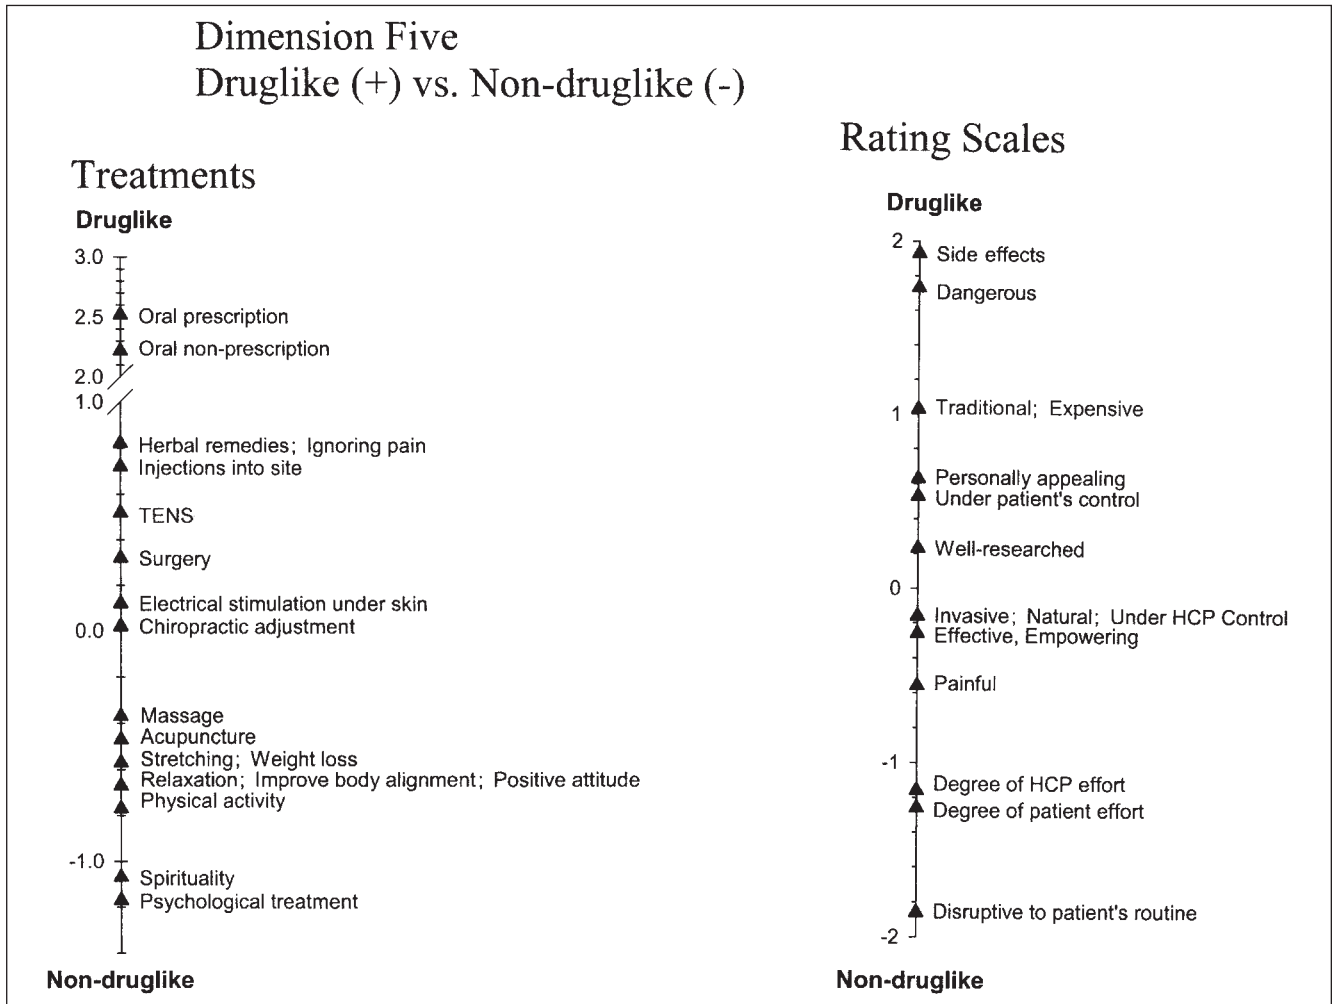 Dimension Five
Druglike (+) vs. Non-druglike (-)
Treatments
Druglike
3.0
2.5 Oral prescription
Oral non-prescription
2.0
1.0
Herbal remedies; Ignoring pain
Injections into site
TENS
Surgery
Electrical stimulation under skin
0.0 Chiropractic adjustment
Massage
Acupuncture
Stretching; Weight loss
Relaxation; Improve body alignment; Positive attitude
Physical activity
-1.0
Spirituality
Psychological treatment
Non-druglike
Rating Scales
Druglike
2
Side effects
Dangerous
1 Traditional; Expensive
Personally appealing
Under patient's control
Well-researched
0
Invasive; Natural; Under HCP Control
Effective, Empowering
Painful
-1
Degree of HCP effort
Degree of patient effort
Disruptive to patient's routine
-2
Non-druglike